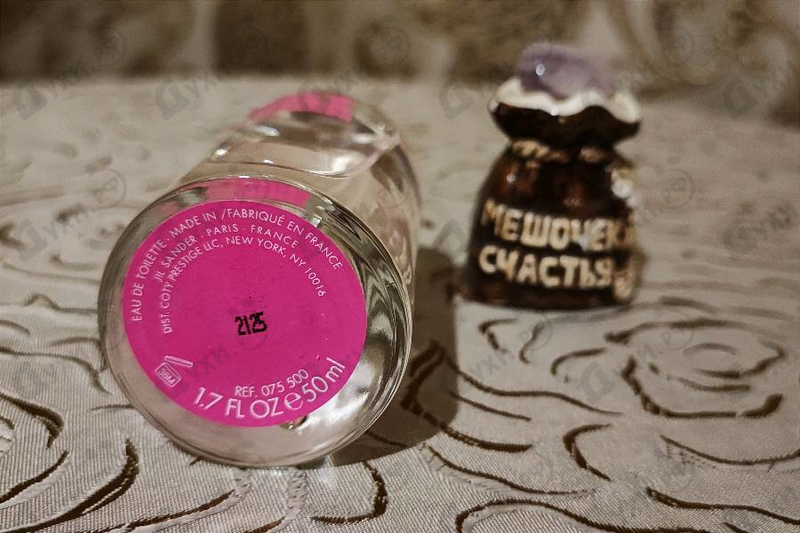 EAU DE TOILETTE · MADE IN / FABRIQUÉ EN FRANCE
JIL SANDER · PARIS · FRANCE
DIST. COTY PRESTIGE LLC, NEW YORK, NY 10016
2125
36M
REF. 075 500
1.7 FL OZ e 50 ml
МЕШОЧЕК
СЧАСТЬЯ